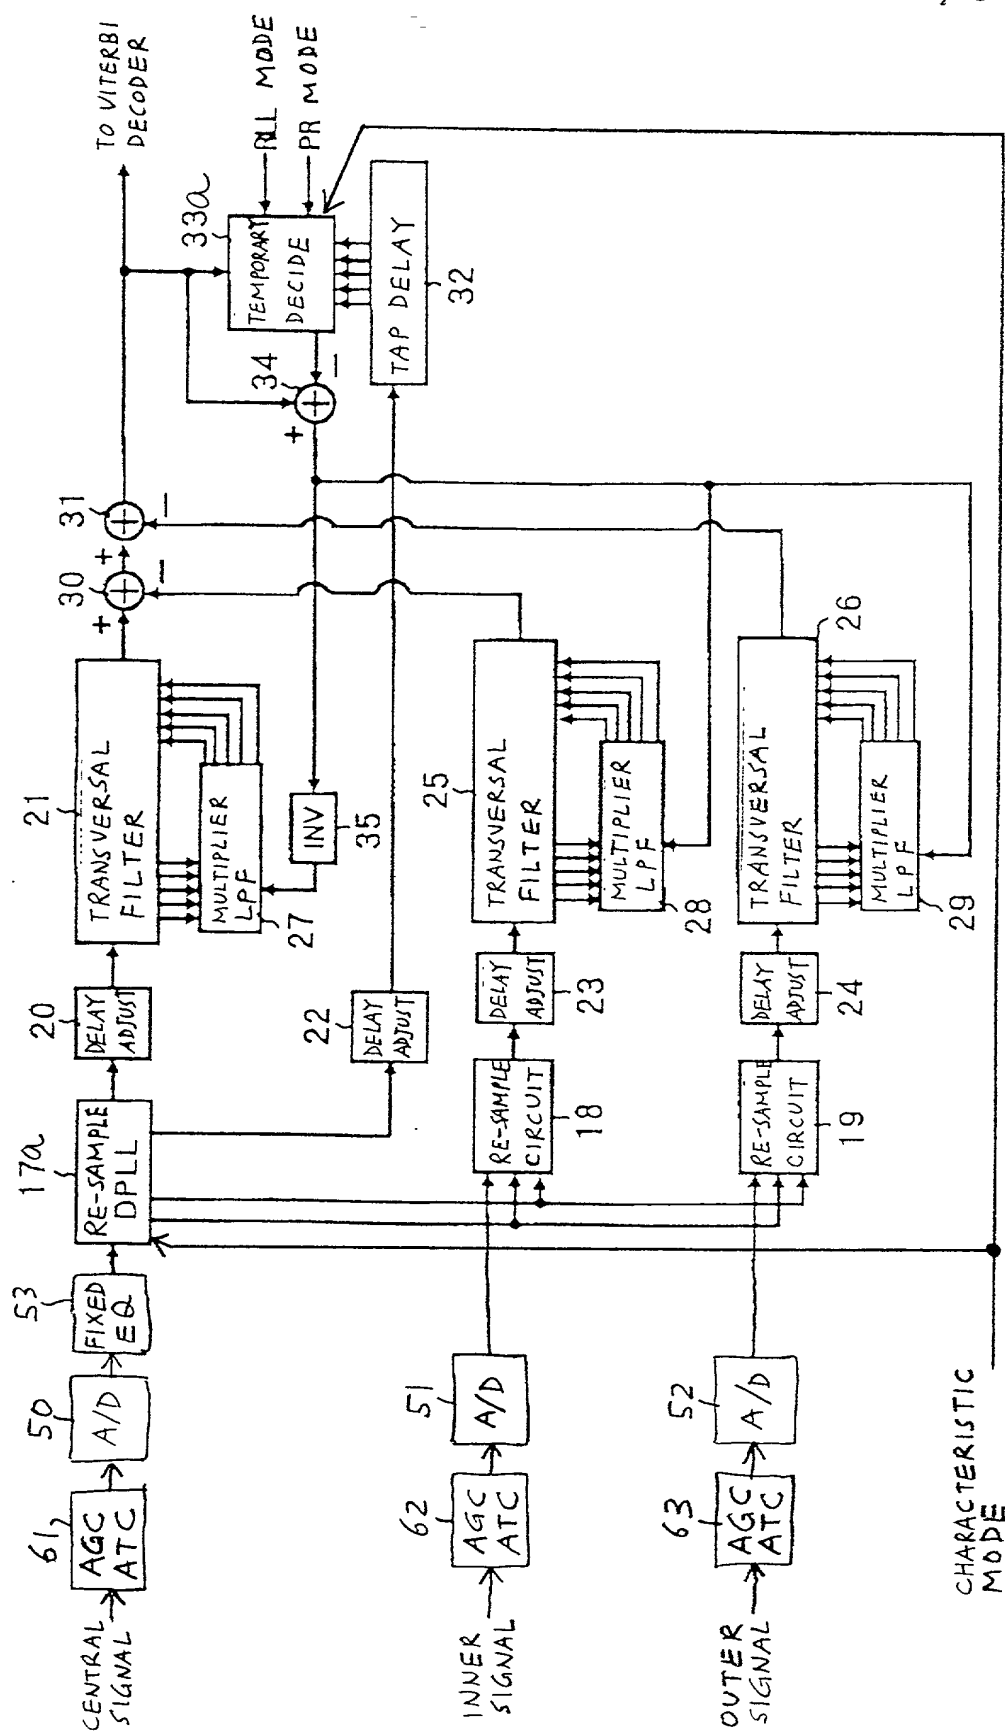 CENTRAL
SIGNAL
61
AGC
ATC
50
A/D
53
FIXED
EQ
17a
RE-SAMPLE
DPLL
20
DELAY
ADJUST
21
TRANSVERSAL
FILTER
MULTIPLIER
LPF
27
30
+
−
31
+
−
TO VITERBI
DECODER
INV
35
34
+
−
33a
TEMPORARY
DECIDE
RLL MODE
PR MODE
22
DELAY
ADJUST
TAP DELAY
32
INNER
SIGNAL
62
AGC
ATC
51
A/D
RE-SAMPLE
CIRCUIT
18
DELAY
ADJUST
23
25
TRANSVERSAL
FILTER
MULTIPLIER
LPF
28
OUTER
SIGNAL
63
AGC
ATC
52
A/D
RE-SAMPLE
CIRCUIT
19
DELAY
ADJUST
24
26
TRANSVERSAL
FILTER
MULTIPLIER
LPF
29
CHARACTERISTIC
MODE